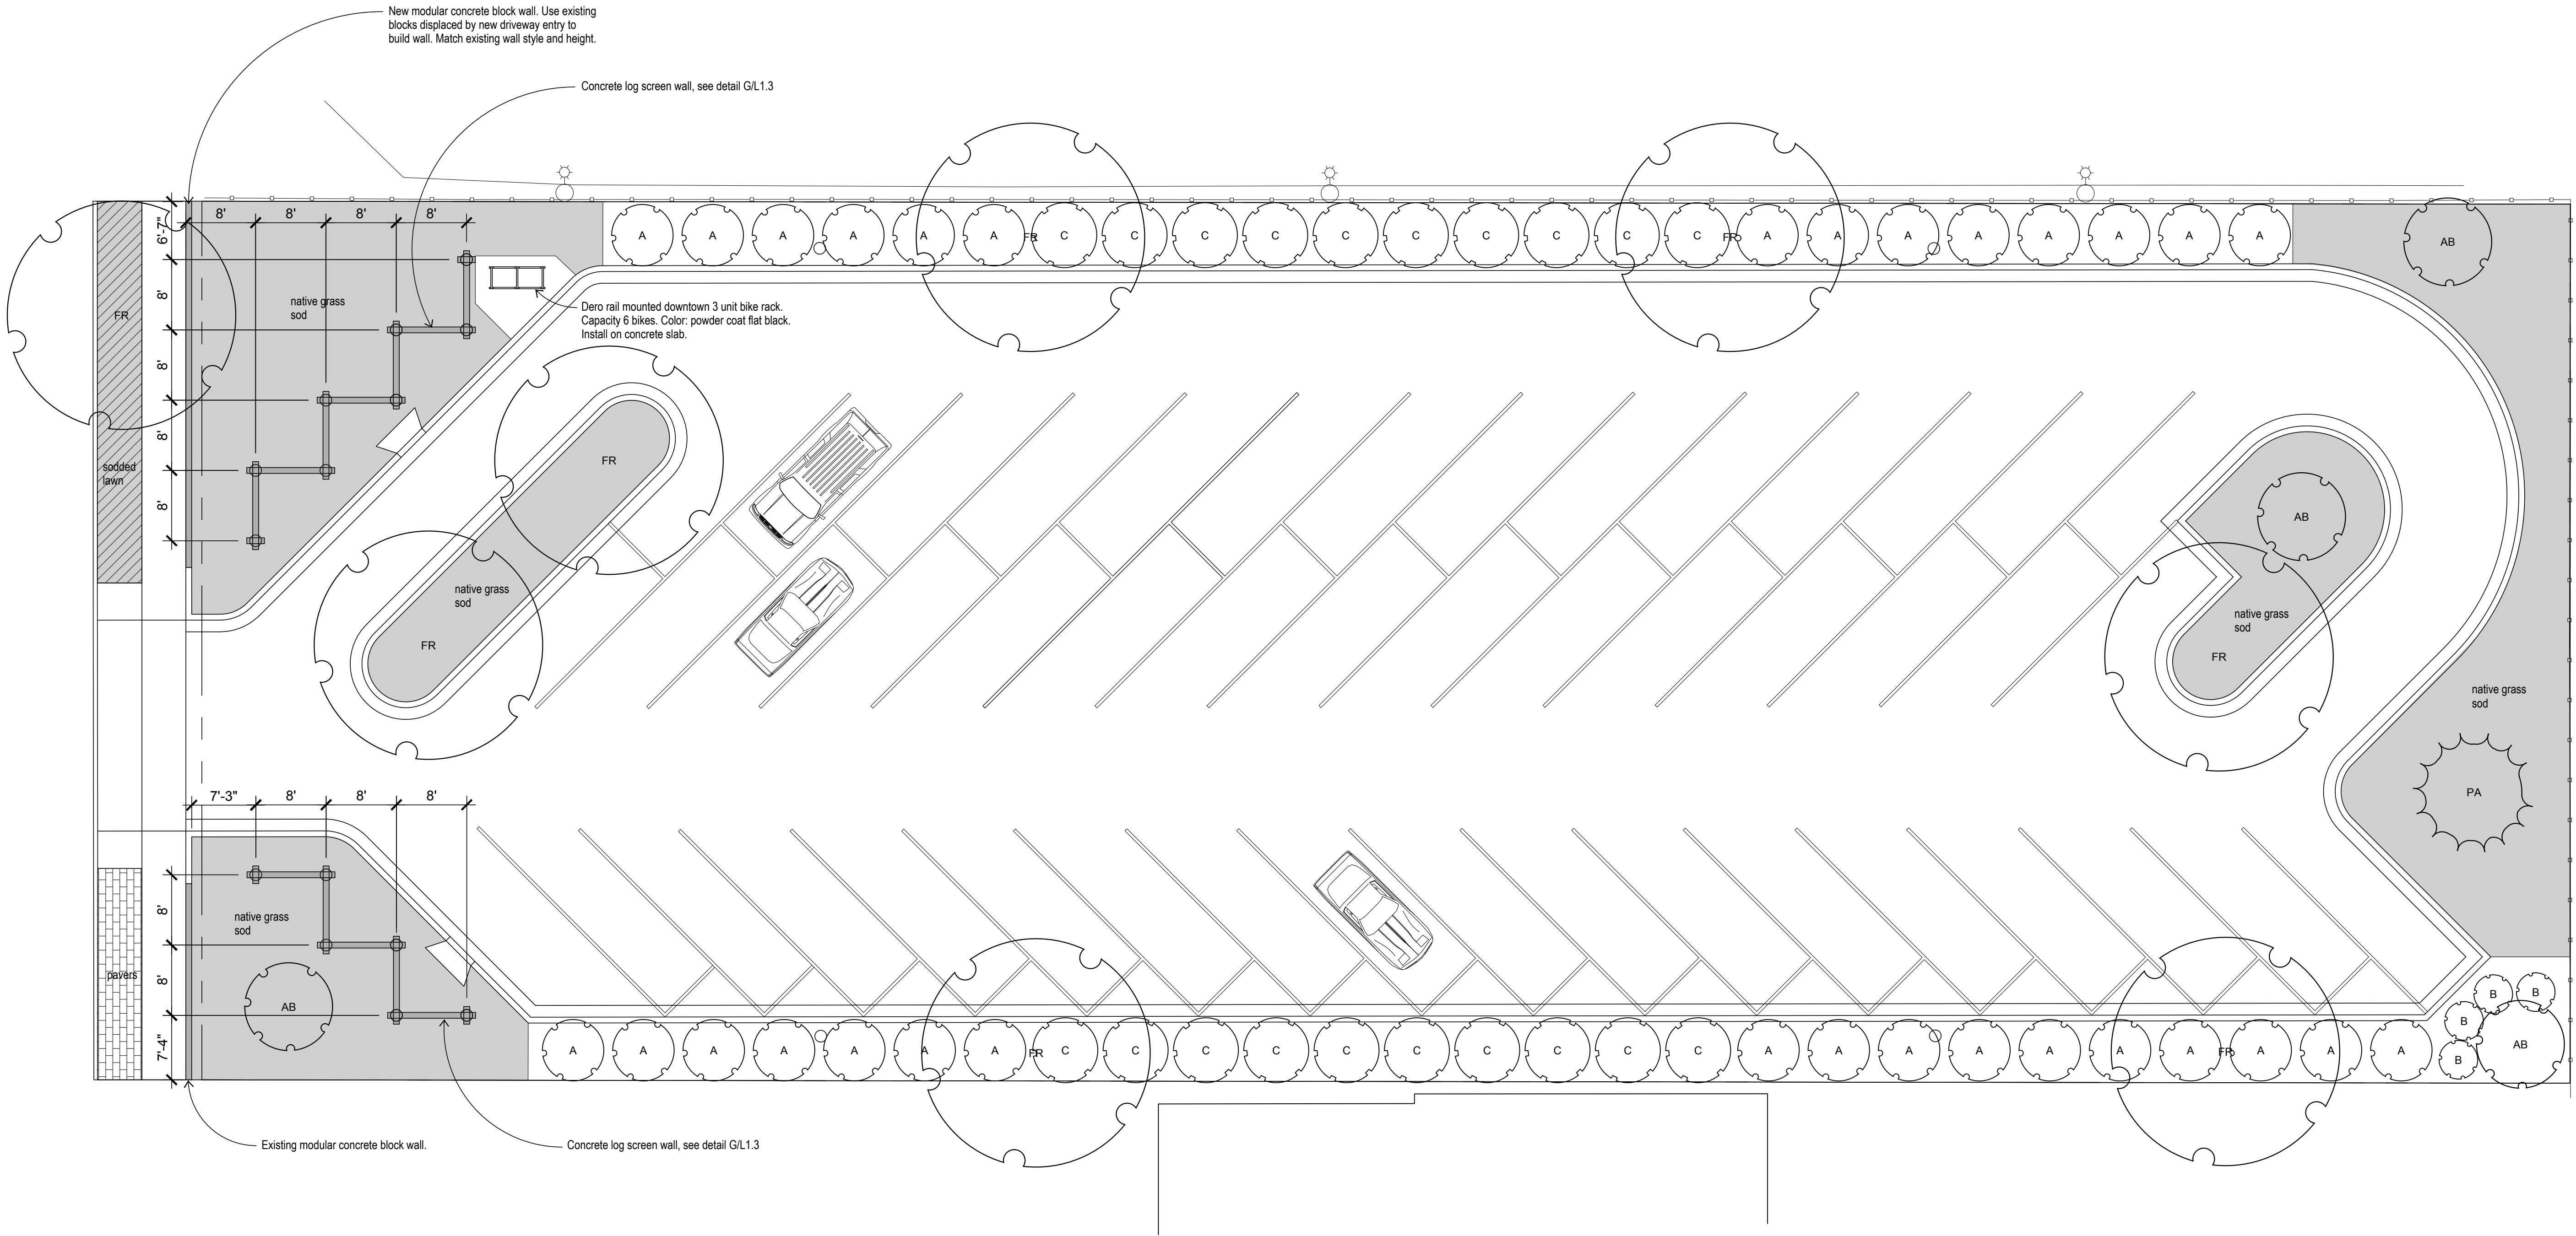 New modular concrete block wall. Use existing
blocks displaced by new driveway entry to
build wall. Match existing wall style and height.
Concrete log screen wall, see detail G/L1.3
8' 8' 8' 8'
6'-7"
A A A A A A FR C C C C C C C C C C FR A A A A A A A A
AB
8'
native grass
sod
Dero rail mounted downtown 3 unit bike rack.
Capacity 6 bikes. Color: powder coat flat black.
Install on concrete slab.
FR
8'
8'
8'
sodded
lawn
FR
AB
native grass
sod
FR
native grass
sod
FR
native grass
sod
PA
7'-3" 8' 8' 8'
8'
native grass
sod
8'
pavers
AB
7'-4"
B B
B
B
AB
A A A A A A A FR C C C C C C C C C C A A A A A A A FR A A A
Existing modular concrete block wall.
Concrete log screen wall, see detail G/L1.3